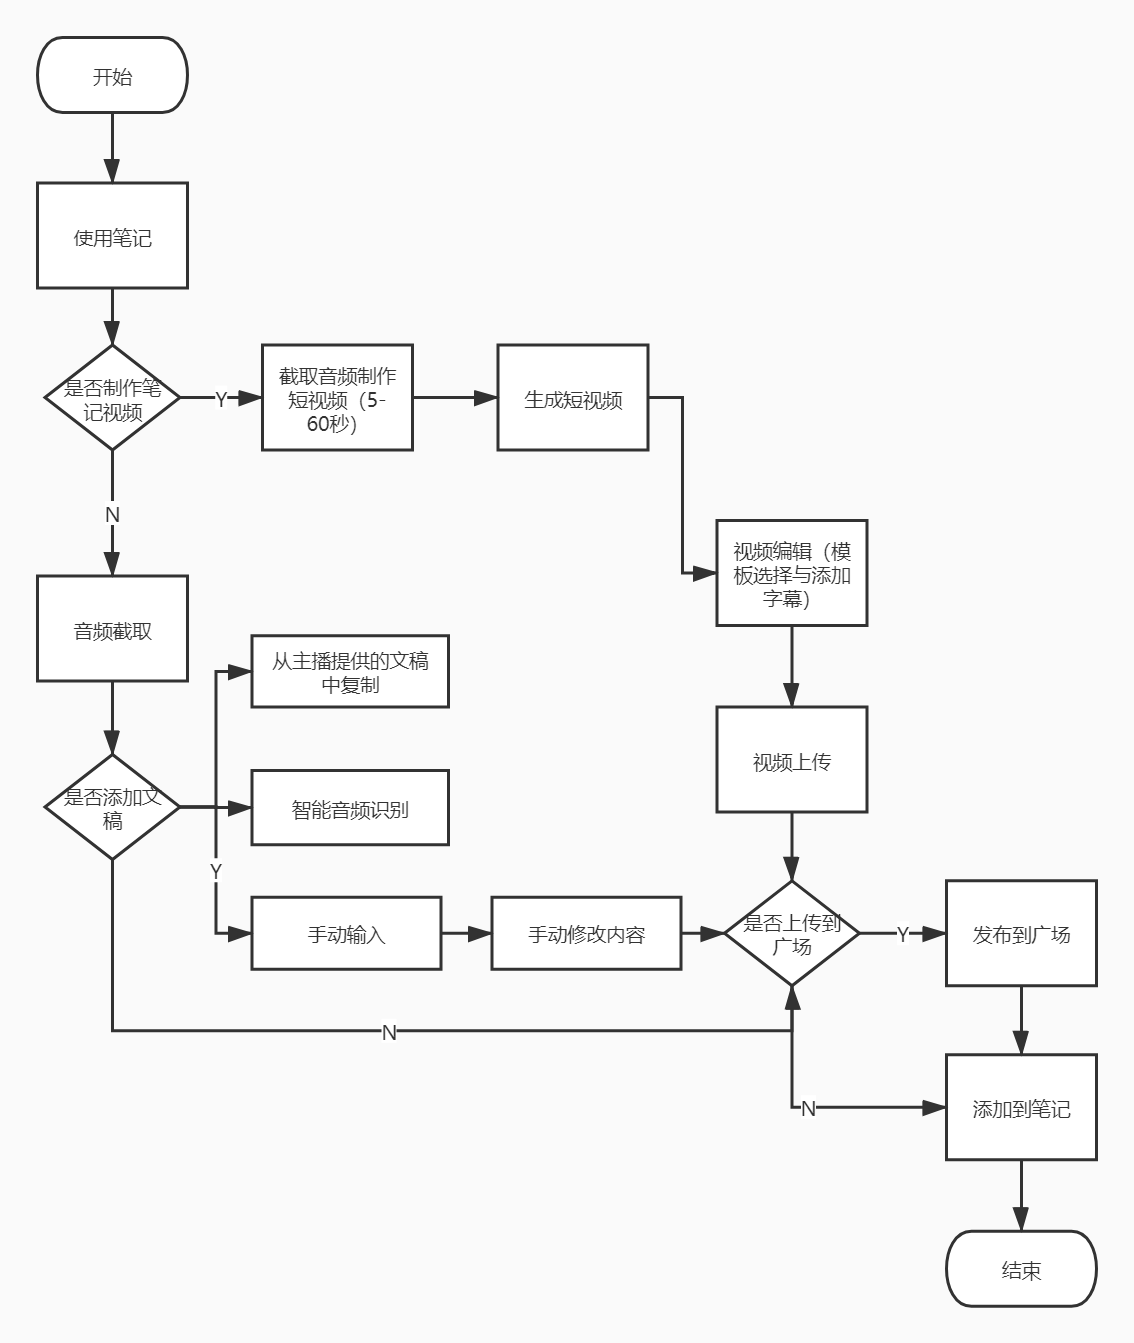 开始
使用笔记
是否制作笔
记视频
Y
截取音频制作
短视频（5-
60秒）
生成短视频
N
视频编辑（模
板选择与添加
字幕）
音频截取
从主播提供的文稿
中复制
视频上传
是否添加文
稿
智能音频识别
Y
手动输入
手动修改内容
是否上传到
广场
Y
发布到广场
N
N
添加到笔记
结束